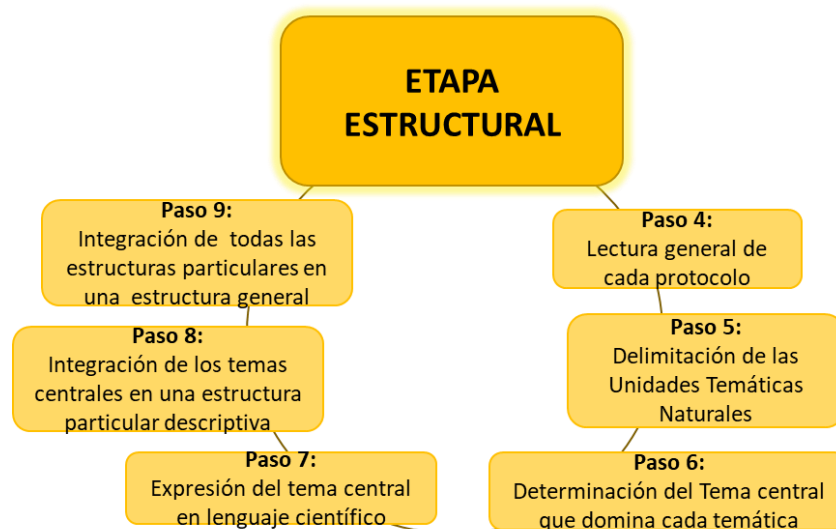 ETAPA
ESTRUCTURAL
Paso 4:
Lectura general de
cada protocolo
Paso 5:
Delimitación de las
Unidades Temáticas
Naturales
Paso 6:
Determinación del Tema central
que domina cada temática
Paso 7:
Expresión del tema central
en lenguaje científico
Paso 8:
Integración de los temas
centrales en una estructura
particular descriptiva
Paso 9:
Integración de todas las
estructuras particulares en
una estructura general